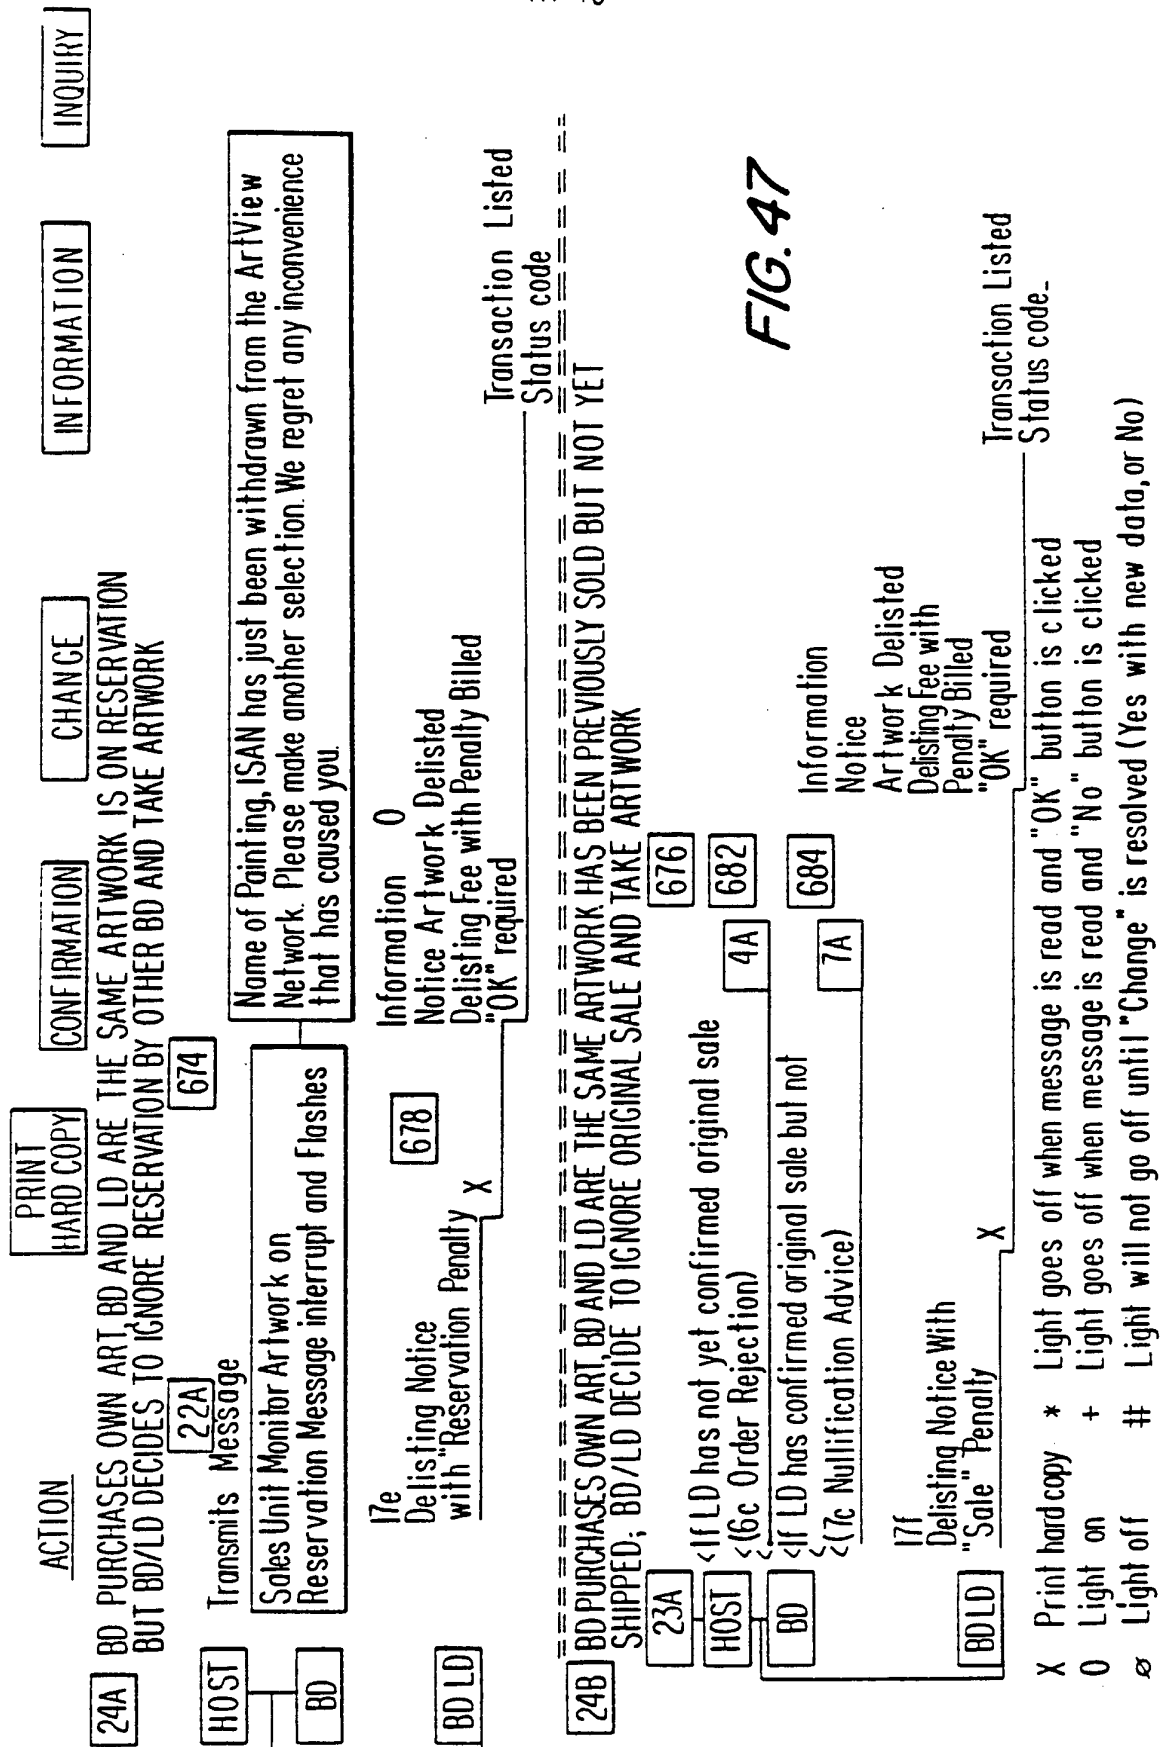 ACTION
PRINT
HARD COPY
CONFIRMATION
CHANGE
INFORMATION
INQUIRY
24A
BD PURCHASES OWN ART, BD AND LD ARE THE SAME ARTWORK IS ON RESERVATION
BUT BD/LD DECIDES TO IGNORE RESERVATION BY OTHER BD AND TAKE ARTWORK
22A
674
HOST
Transmits Message
BD
Sales Unit Monitor Artwork on
Reservation Message interrupt and Flashes
Name of Painting, ISAN has just been withdrawn from the ArtView
Network. Please make another selection. We regret any inconvenience
that has caused you.
678
BD LD
17e
Delisting Notice
with "Reservation Penalty
X
Information O
Notice Artwork Delisted
Delisting Fee with Penalty Billed
"OK" required
Transaction Listed
Status code
24B
BD PURCHASES OWN ART, BD AND LD ARE THE SAME ARTWORK HAS BEEN PREVIOUSLY SOLD BUT NOT YET
SHIPPED; BD/LD DECIDE TO IGNORE ORIGINAL SALE AND TAKE ARTWORK
23A
676
HOST
<If LD has not yet confirmed original sale
<(6c Order Rejection)
4A
682
BD
<If LD has confirmed original sale but not
<(7c Nullification Advice)
7A
684
BDLD
17f
Delisting Notice With
"Sale" Penalty
X
Information
Notice
Artwork Delisted
Delisting Fee with
Penalty Billed
"OK" required
Transaction Listed
Status code_
FIG. 47
X Print hard copy * Light goes off when message is read and "OK" button is clicked
O Light on + Light goes off when message is read and "No" button is clicked
ø Light off # Light will not go off until "Change" is resolved (Yes with new data, or No)